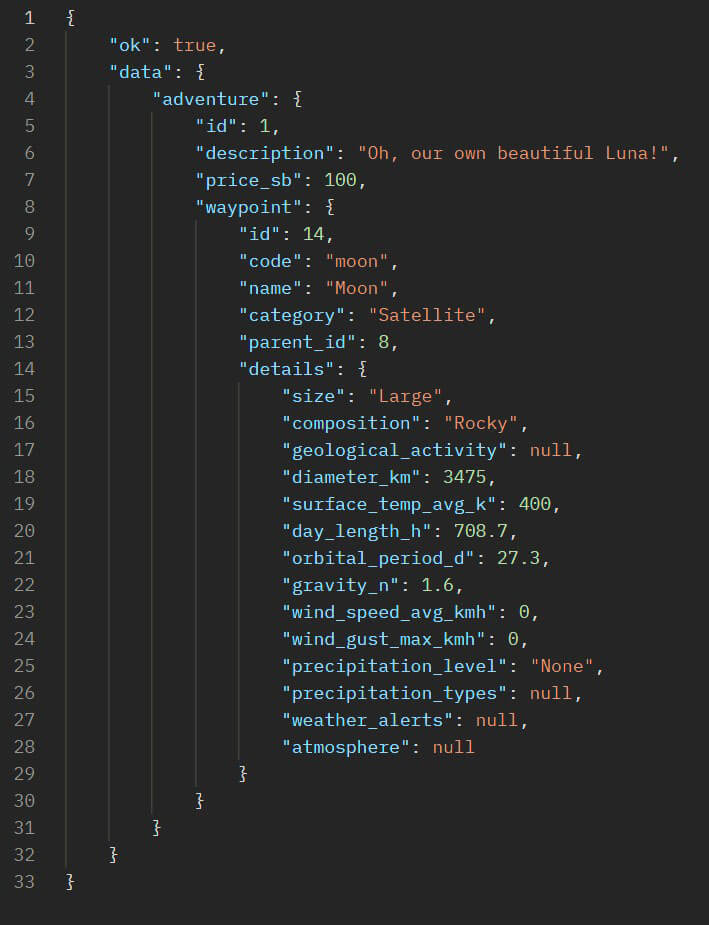 1 {
2 "ok": true,
3 "data": {
4 "adventure": {
5 "id": 1,
6 "description": "Oh, our own beautiful Luna!",
7 "price_sb": 100,
8 "waypoint": {
9 "id": 14,
10 "code": "moon",
11 "name": "Moon",
12 "category": "Satellite",
13 "parent_id": 8,
14 "details": {
15 "size": "Large",
16 "composition": "Rocky",
17 "geological_activity": null,
18 "diameter_km": 3475,
19 "surface_temp_avg_k": 400,
20 "day_length_h": 708.7,
21 "orbital_period_d": 27.3,
22 "gravity_n": 1.6,
23 "wind_speed_avg_kmh": 0,
24 "wind_gust_max_kmh": 0,
25 "precipitation_level": "None",
26 "precipitation_types": null,
27 "weather_alerts": null,
28 "atmosphere": null
29 }
30 }
31 }
32 }
33 }